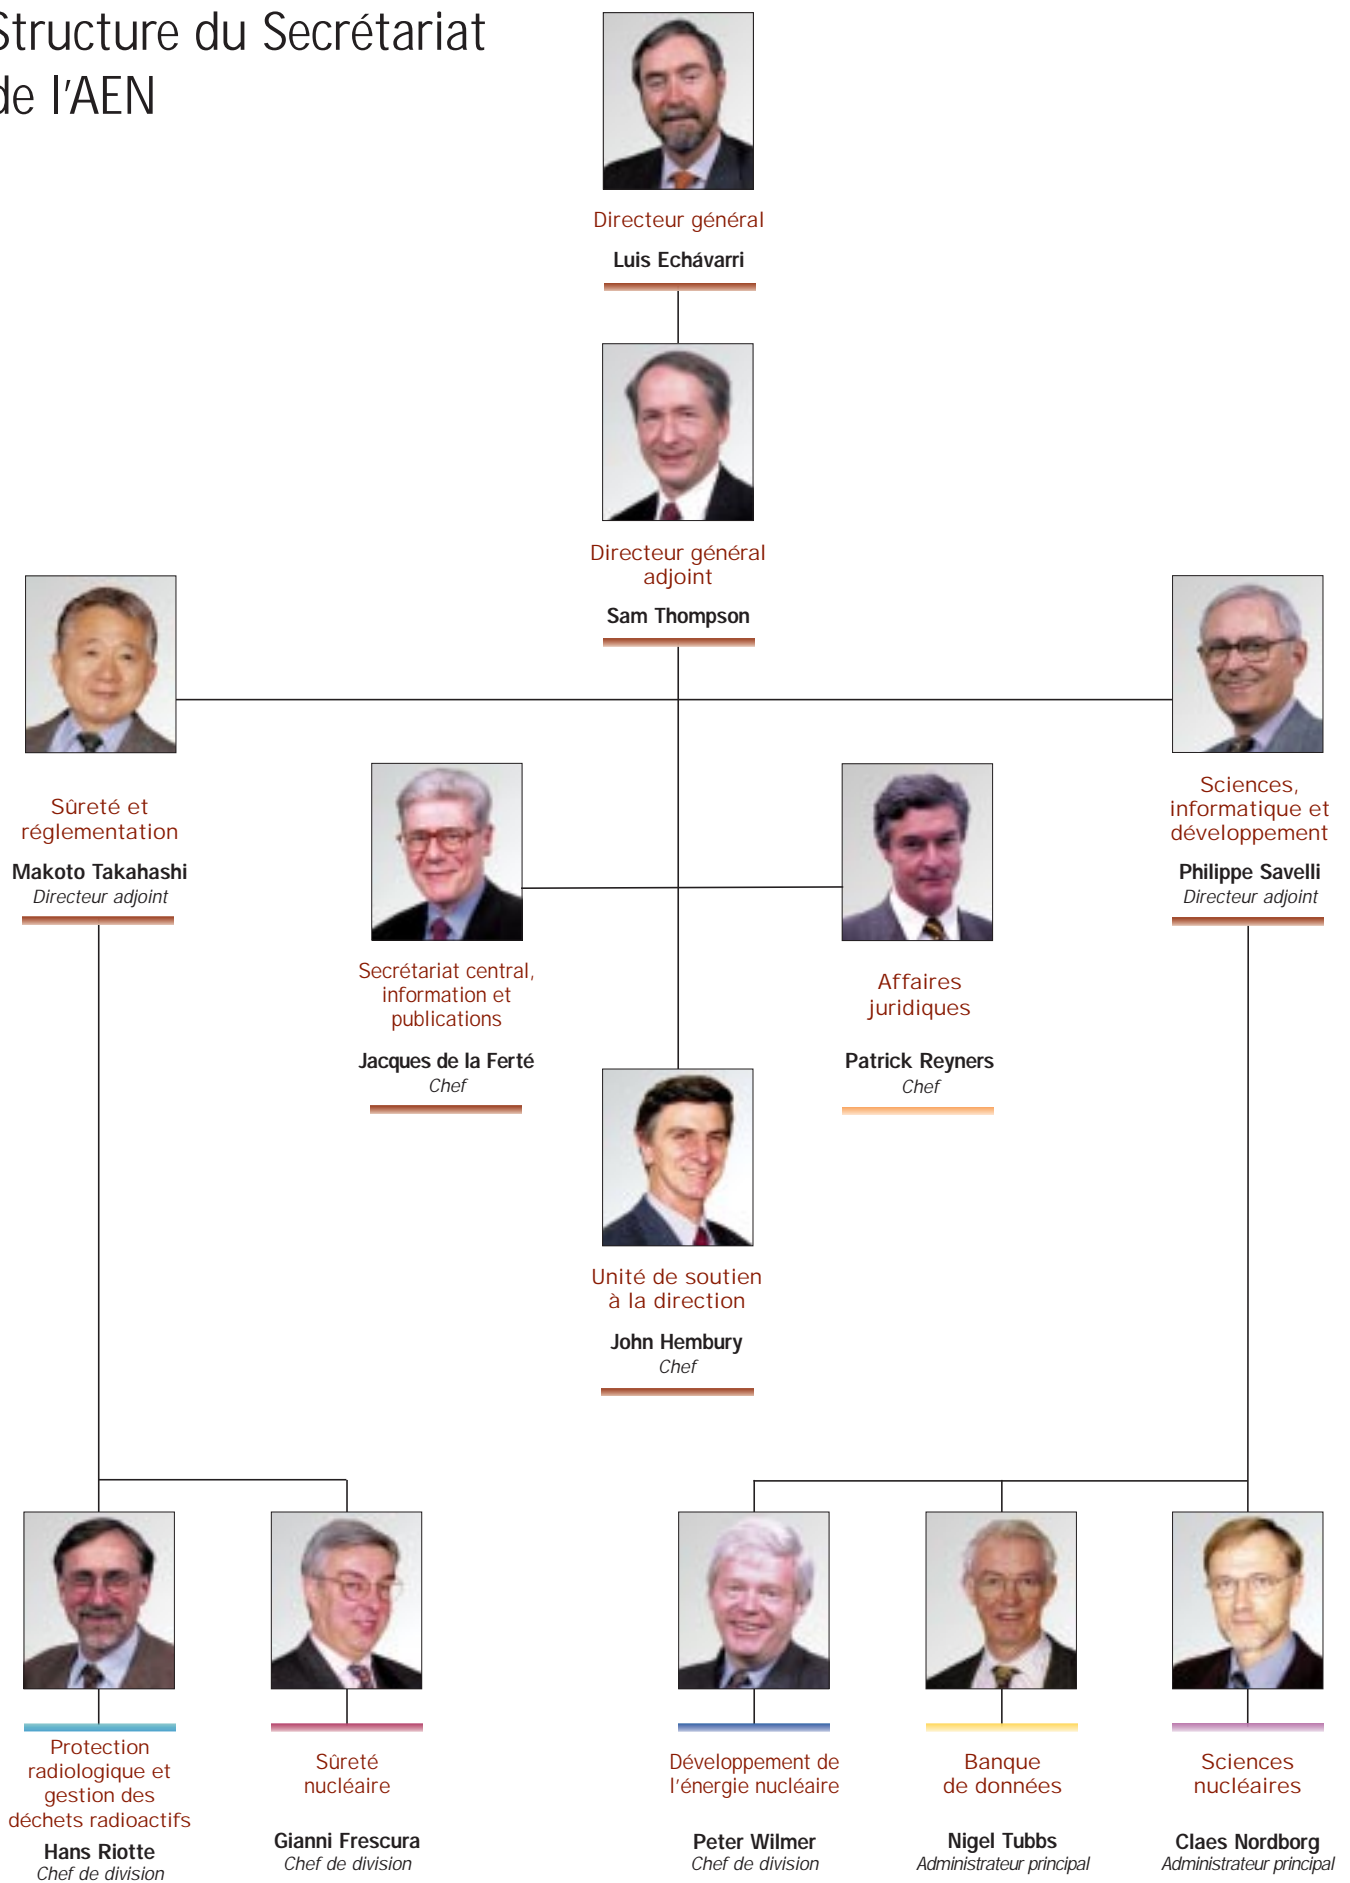 Structure du Secrétariat
de l'AEN
Directeur général
Luis Echávarri
Directeur général
adjoint
Sam Thompson
Sûreté et
réglementation
Makoto Takahashi
Directeur adjoint
Sciences,
informatique et
développement
Philippe Savelli
Directeur adjoint
Secrétariat central,
information et
publications
Jacques de la Ferté
Chef
Affaires
juridiques
Patrick Reyners
Chef
Unité de soutien
à la direction
John Hembury
Chef
Protection
radiologique et
gestion des
déchets radioactifs
Hans Riotte
Chef de division
Sûreté
nucléaire
Gianni Frescura
Chef de division
Développement de
l'énergie nucléaire
Peter Wilmer
Chef de division
Banque
de données
Nigel Tubbs
Administrateur principal
Sciences
nucléaires
Claes Nordborg
Administrateur principal